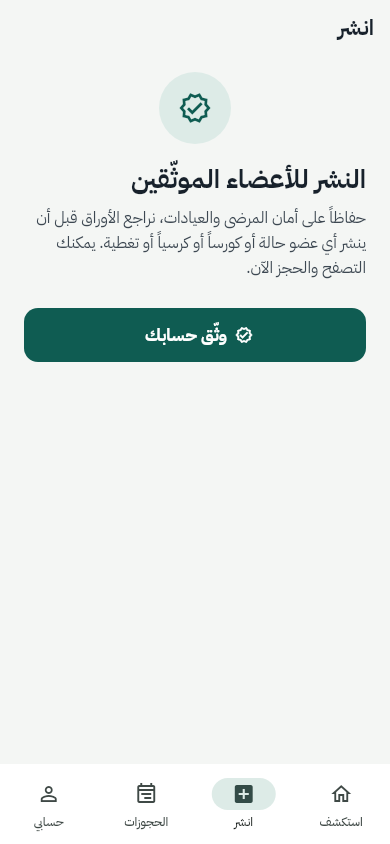 انشر
النشر للأعضاء الموثّقين
حفاظاً على أمان المرضى والعيادات، نراجع الأوراق قبل أن
ينشر أي عضو حالة أو كورساً أو كرسياً أو تغطية. يمكنك
التصفح والحجز الآن.
وثّق حسابك
استكشف
انشر
الحجوزات
حسابي